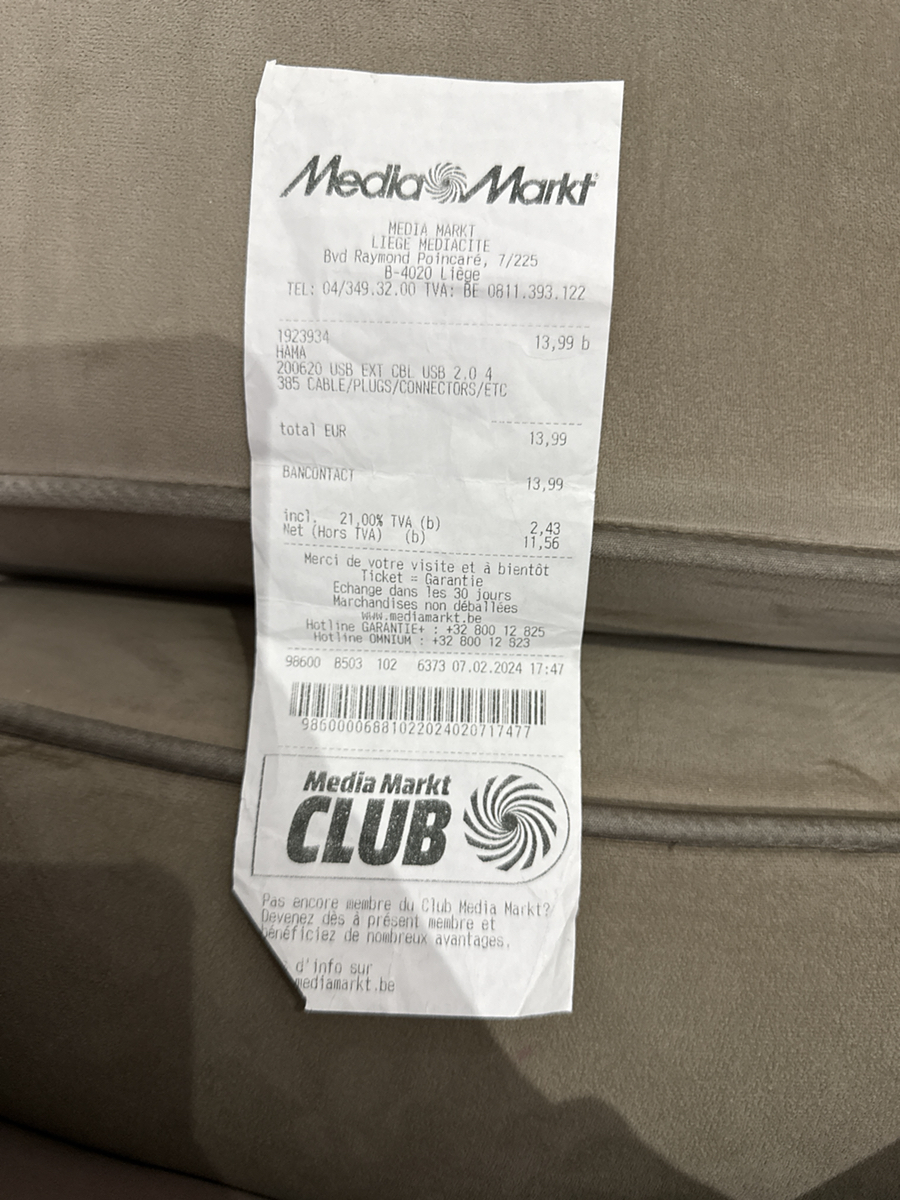 Media Markt
MEDIA MARKT
LIEGE MEDIACITE
Bvd Raymond Poincaré, 7/225
B-4020 Liège
TEL: 04/349.32.00 TVA: BE 0811.393.122
1923934 13,99 b
HAMA
200620 USB EXT CBL USB 2.0 4
385 CABLE/PLUGS/CONNECTORS/ETC
total EUR 13,99
BANCONTACT 13,99
incl. 21,00% TVA (b) 2,43
Net (Hors TVA) (b) 11,56
Merci de votre visite et à bientôt
Ticket = Garantie
Echange dans les 30 jours
Marchandises non déballées
www.mediamarkt.be
Hotline GARANTIE+ : +32 800 12 825
Hotline OMNIUM : +32 800 12 823
98600 8503 102 6373 07.02.2024 17:47
98600006881022024020717477
Media Markt
CLUB
Pas encore membre du Club Media Markt?
Devenez dès à présent membre et
bénéficiez de nombreux avantages.
d'info sur
mediamarkt.be